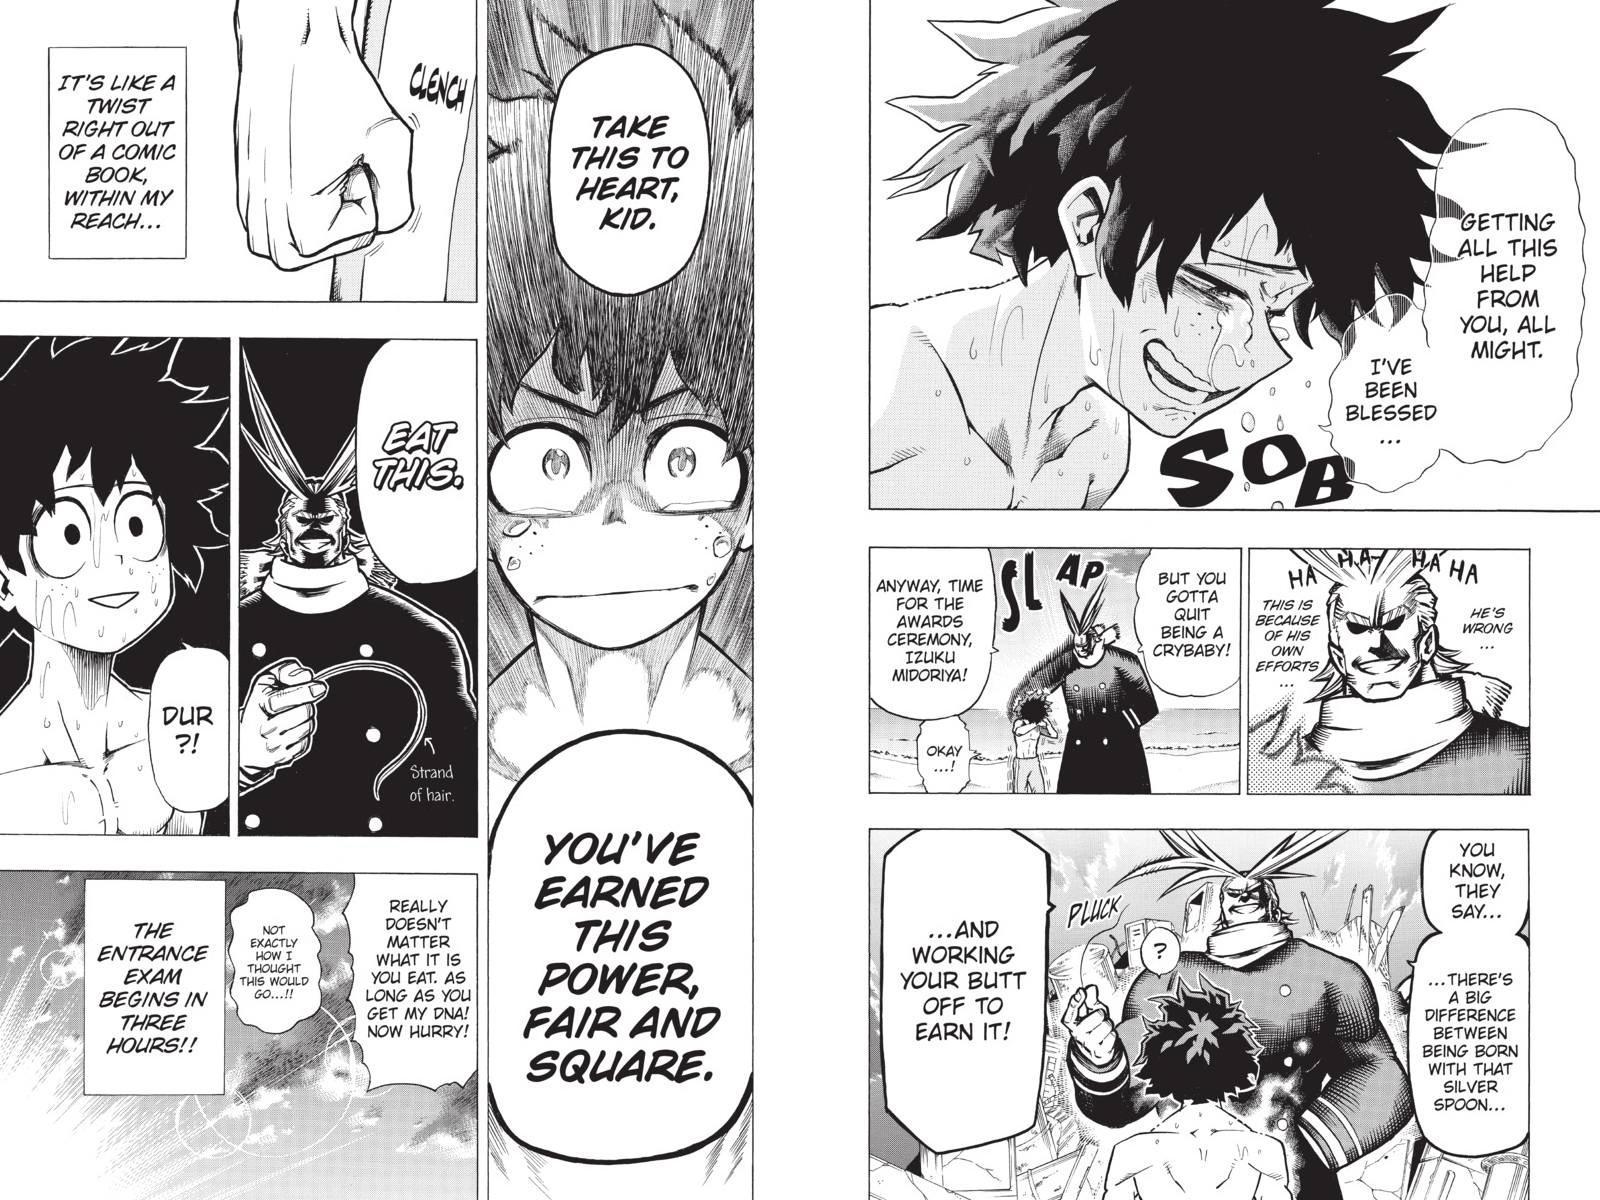 GETTING
ALL THIS
HELP
FROM
YOU, ALL
MIGHT.
I'VE
BEEN
BLESSED
...
SOB
HA HA HA HA
HE'S
WRONG
...
THIS IS
BECAUSE
OF HIS
OWN
EFFORTS
...
BUT YOU
GOTTA
QUIT
BEING A
CRYBABY!
SLAP
ANYWAY, TIME
FOR THE
AWARDS
CEREMONY,
IZUKU
MIDORIYA!
OKAY
...!
YOU
KNOW,
THEY
SAY...
...THERE'S
A BIG
DIFFERENCE
BETWEEN
BEING BORN
WITH THAT
SILVER
SPOON...
PLUCK
?
...AND
WORKING
YOUR BUTT
OFF TO
EARN IT!
TAKE
THIS TO
HEART,
KID.
YOU'VE
EARNED
THIS
POWER,
FAIR AND
SQUARE.
CLENCH
IT'S LIKE A
TWIST
RIGHT OUT
OF A COMIC
BOOK,
WITHIN MY
REACH...
EAT
THIS.
Strand
of hair.
DUR
?!
REALLY
DOESN'T
MATTER
WHAT IT IS
YOU EAT. AS
LONG AS YOU
GET MY DNA!
NOW HURRY!
NOT
EXACTLY
HOW I
THOUGHT
THIS WOULD
GO...!!
THE
ENTRANCE
EXAM
BEGINS IN
THREE
HOURS!!